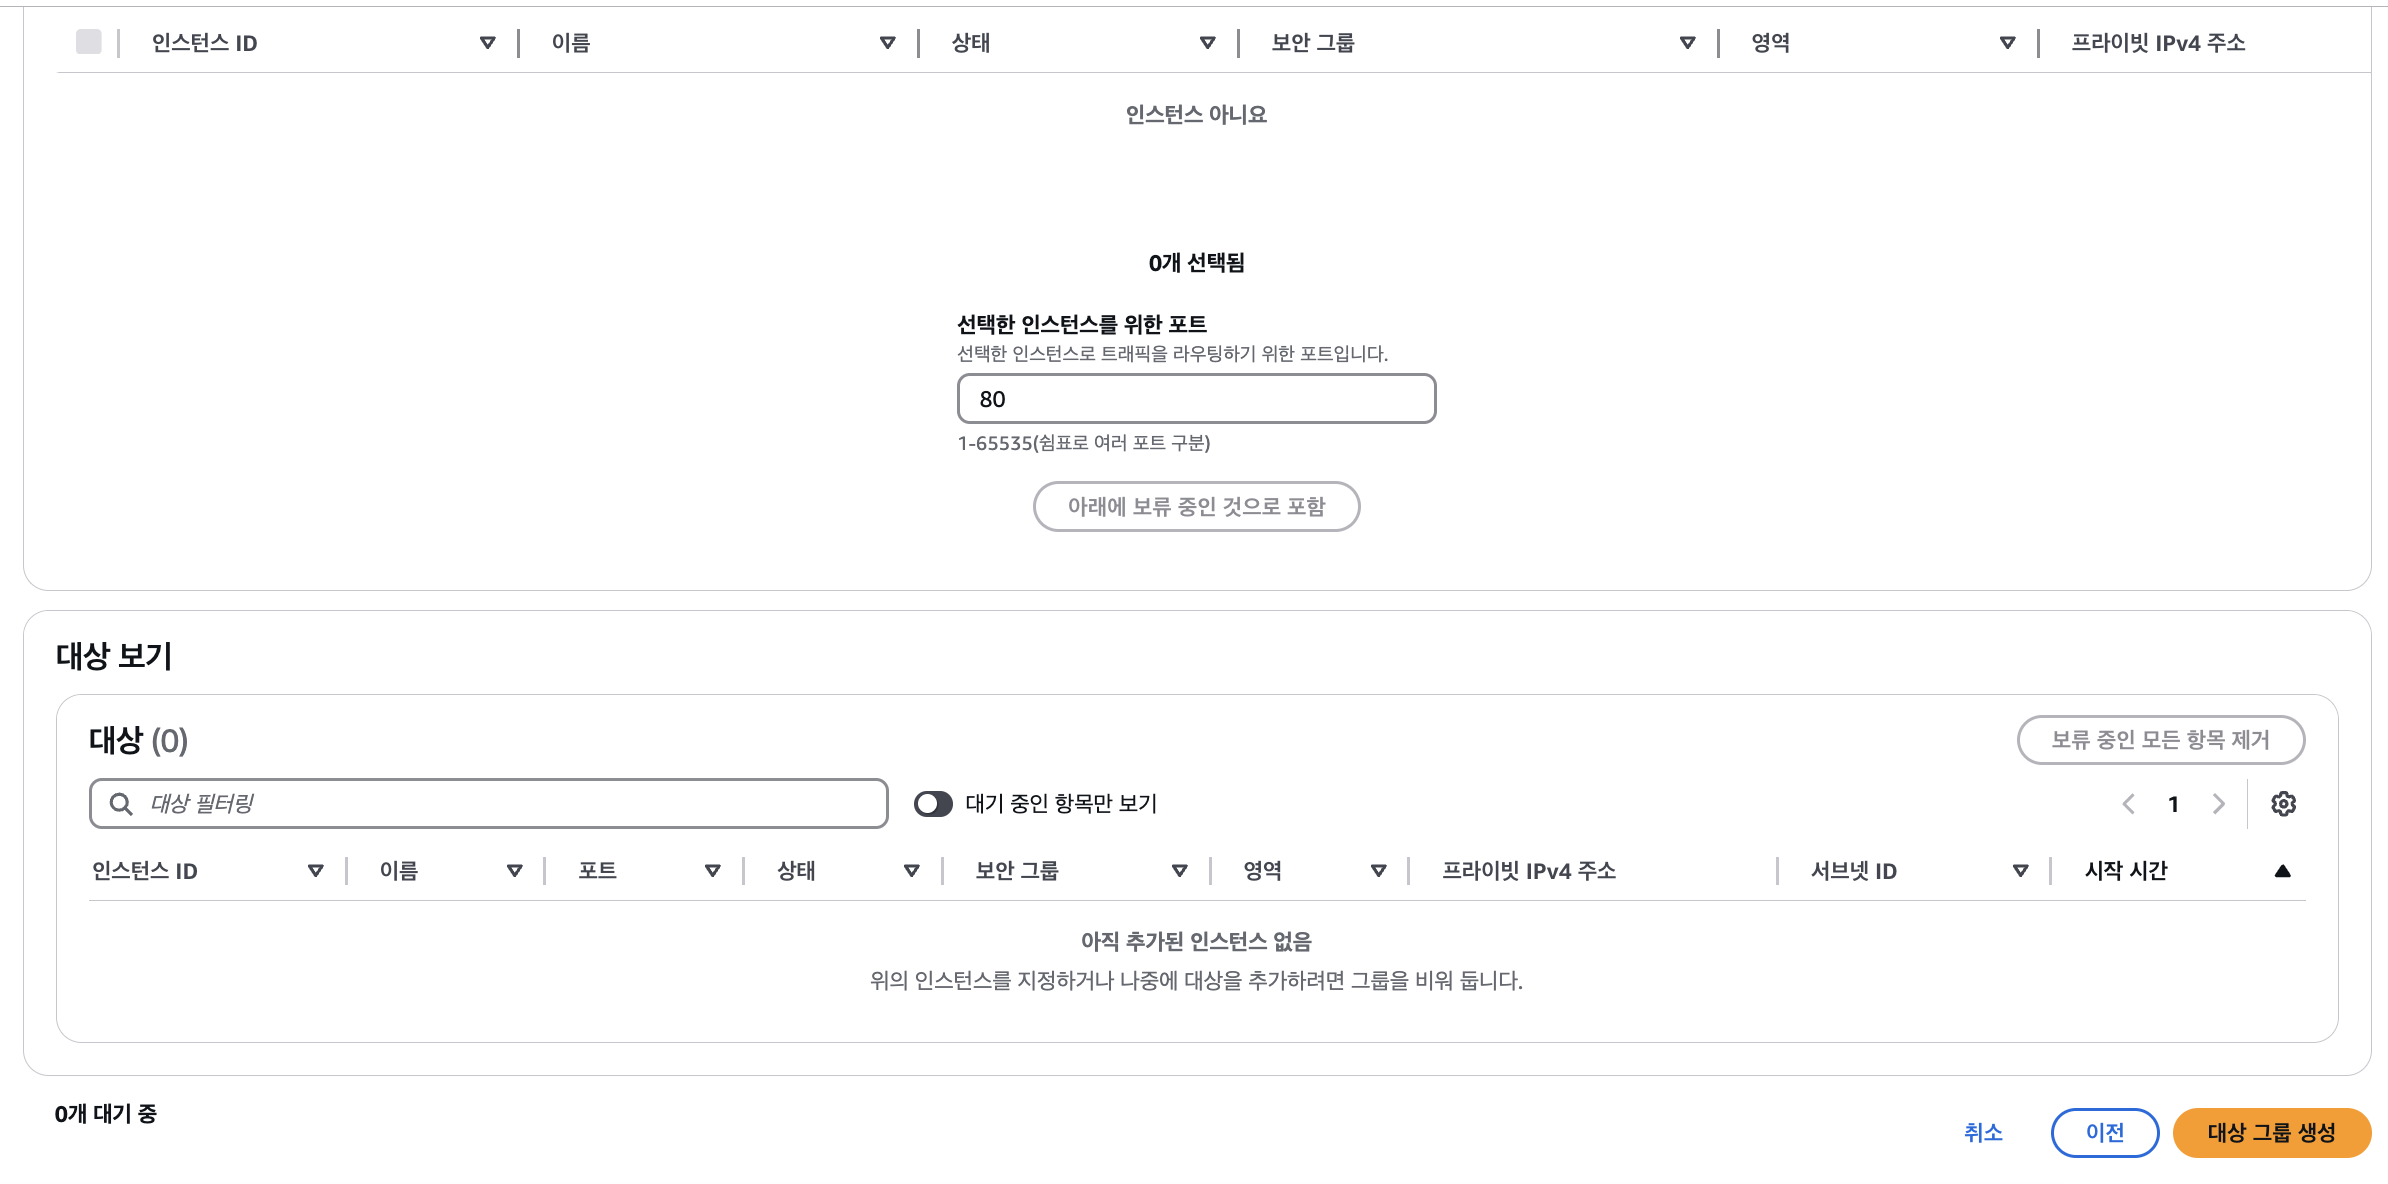 인스턴스 ID 이름 상태 보안 그룹 영역 프라이빗 IPv4 주소
인스턴스 아니요
0개 선택됨
선택한 인스턴스를 위한 포트
선택한 인스턴스로 트래픽을 라우팅하기 위한 포트입니다.
80
1-65535(쉼표로 여러 포트 구분)
아래에 보류 중인 것으로 포함
대상 보기
대상 (0)
보류 중인 모든 항목 제거
대상 필터링
대기 중인 항목만 보기
1
인스턴스 ID 이름 포트 상태 보안 그룹 영역 프라이빗 IPv4 주소 서브넷 ID 시작 시간
아직 추가된 인스턴스 없음
위의 인스턴스를 지정하거나 나중에 대상을 추가하려면 그룹을 비워 둡니다.
0개 대기 중
취소
이전
대상 그룹 생성